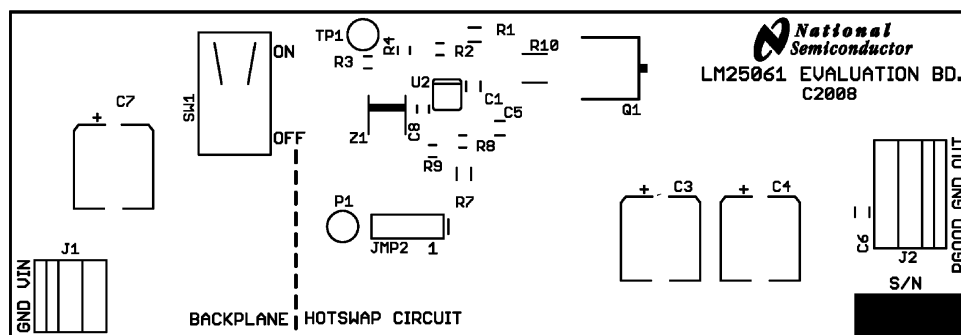 National
Semiconductor
LM25061 EVALUATION BD.
C2008
TP1
R4
R3
R1
R2
R10
Q1
U2
C1
C5
C8
Z1
R8
R9
R7
SW1
ON
OFF
+ C7
P1
JMP2 1
+ C3
+ C4
C6
J2
PGOOD GND OUT
S/N
J1
GND VIN
BACKPLANE
HOTSWAP CIRCUIT